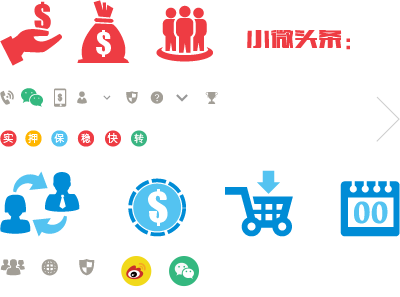 $ $
小微头条：
$
实 押 保 稳 快 转
$
00